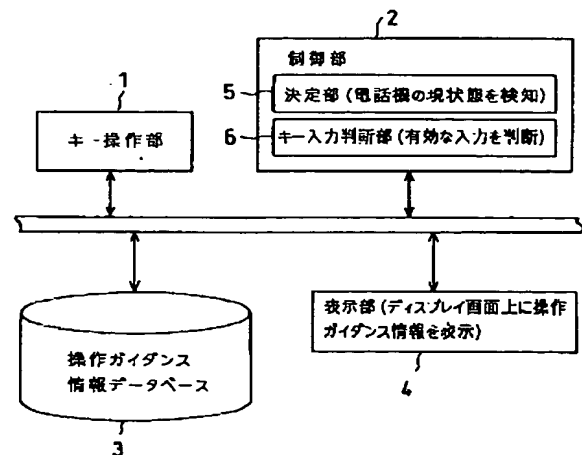 2
制御部
5
決定部(電話機の現状態を検知)
6
キー入力判断部(有効な入力を判断)
1
キー操作部
操作ガイダンス
情報データベース
3
表示部(ディスプレイ画面上に操作
ガイダンス情報を表示)
4